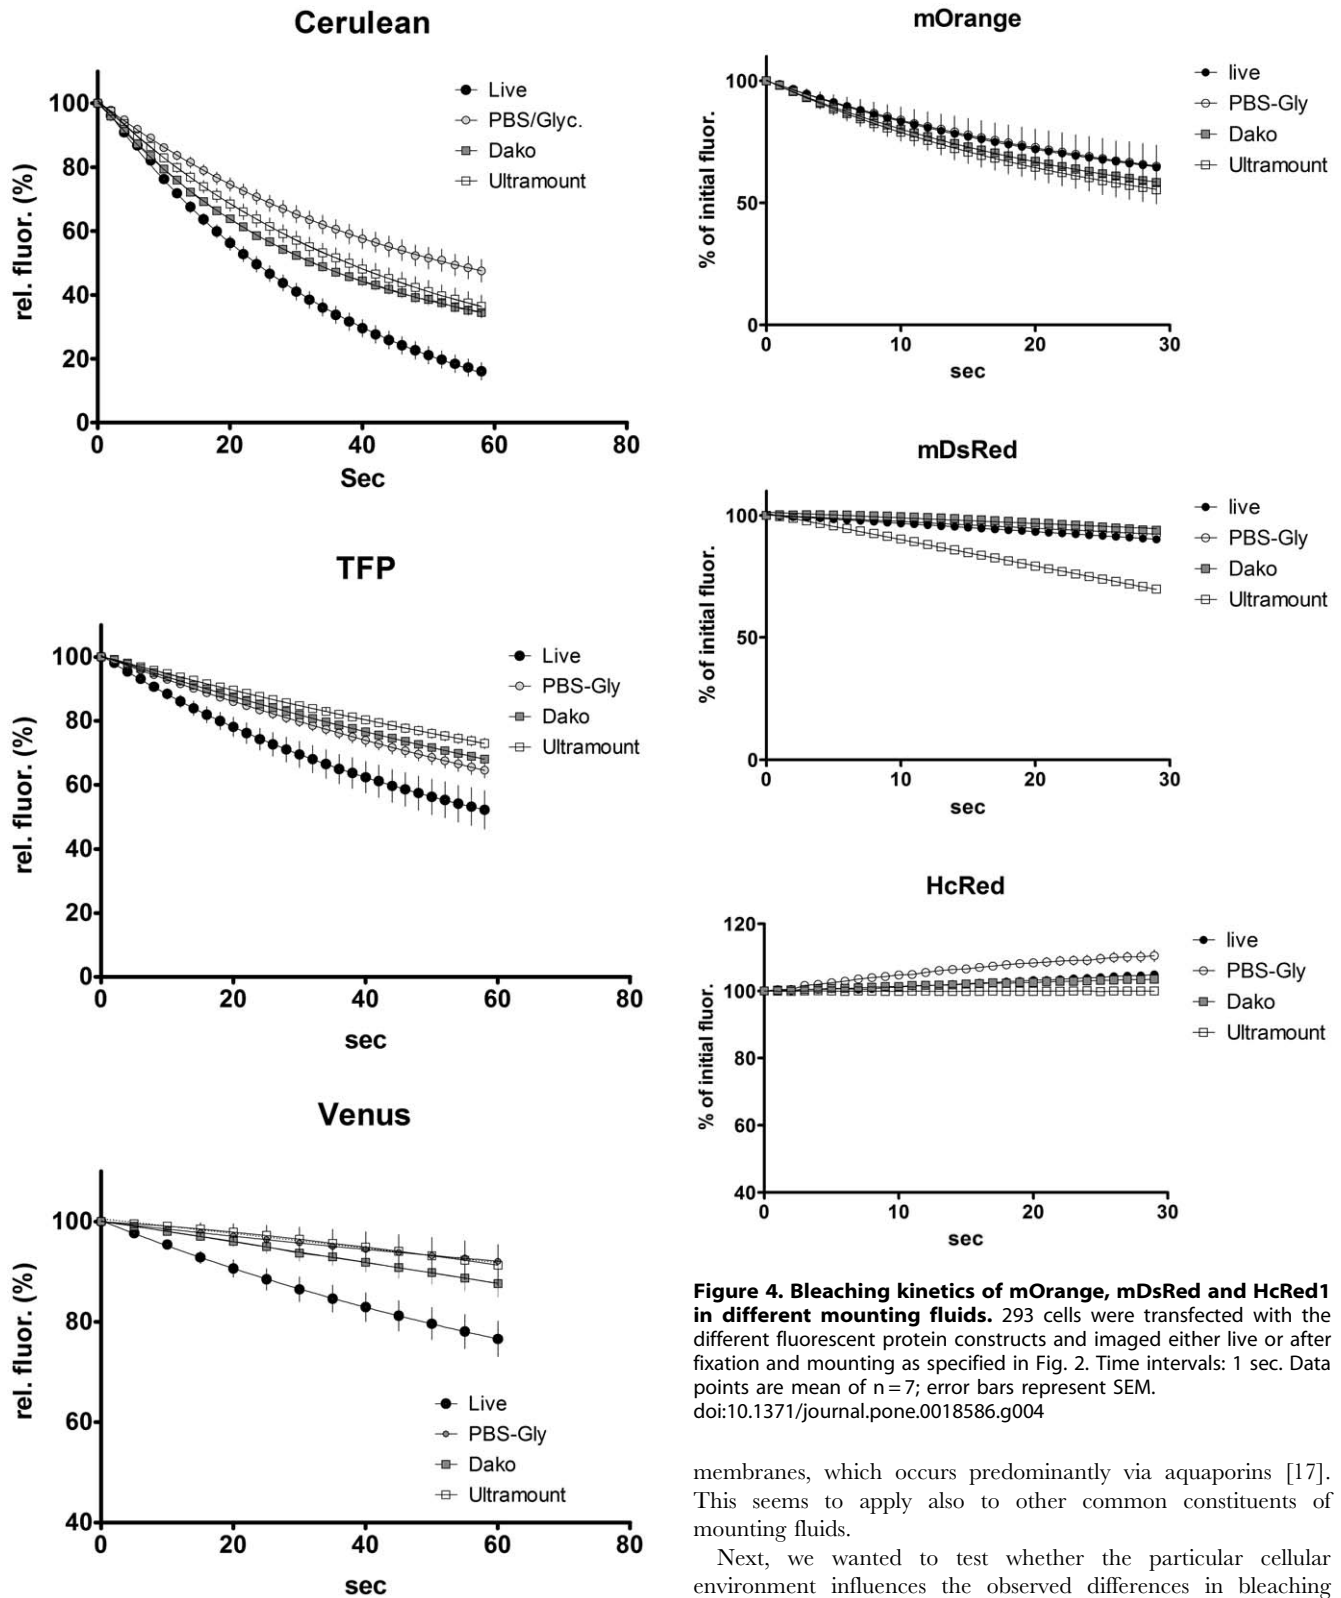 Cerulean
rel. fluor. (%)
100
80
60
40
20
0
0 20 40 60 80
Sec
Live
PBS/Glyc.
Dako
Ultramount
TFP
rel. fluor. (%)
100
80
60
40
20
0
0 20 40 60 80
sec
Live
PBS-Gly
Dako
Ultramount
Venus
rel. fluor. (%)
100
80
60
40
0 20 40 60 80
sec
Live
PBS-Gly
Dako
Ultramount
mOrange
% of initial fluor.
100
50
0
0 10 20 30
sec
live
PBS-Gly
Dako
Ultramount
mDsRed
% of initial fluor.
100
50
0
0 10 20 30
sec
live
PBS-Gly
Dako
Ultramount
HcRed
% of initial fluor.
120
100
80
60
40
0 10 20 30
sec
live
PBS-Gly
Dako
Ultramount
Figure 4. Bleaching kinetics of mOrange, mDsRed and HcRed1
in different mounting fluids. 293 cells were transfected with the
different fluorescent protein constructs and imaged either live or after
fixation and mounting as specified in Fig. 2. Time intervals: 1 sec. Data
points are mean of n = 7; error bars represent SEM.
doi:10.1371/journal.pone.0018586.g004
membranes, which occurs predominantly via aquaporins [17].
This seems to apply also to other common constituents of
mounting fluids.
Next, we wanted to test whether the particular cellular
environment influences the observed differences in bleaching